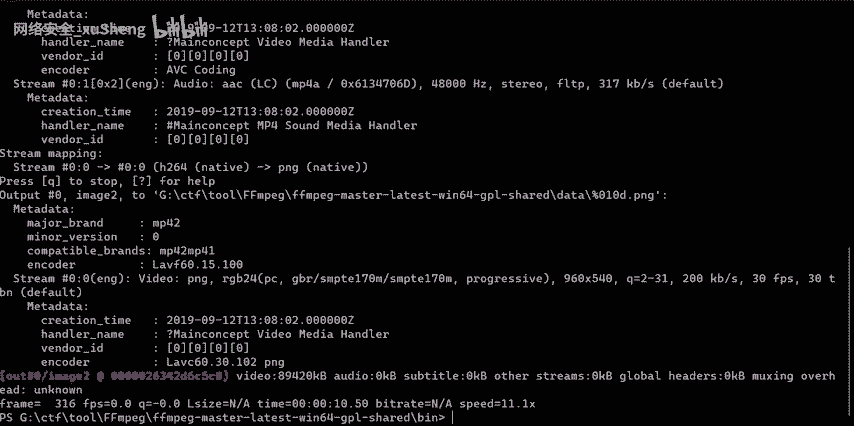 Metadata:
creation_time : 2019-09-12T13:08:02.000000Z
网络安全_xusheng bilibili
handler_name : ?Mainconcept Video Media Handler
vendor_id : [0][0][0][0]
encoder : AVC Coding
Stream #0:1[0x2](eng): Audio: aac (LC) (mp4a / 0x6134706D), 48000 Hz, stereo, fltp, 317 kb/s (default)
Metadata:
creation_time : 2019-09-12T13:08:02.000000Z
handler_name : #Mainconcept MP4 Sound Media Handler
vendor_id : [0][0][0][0]
Stream mapping:
Stream #0:0 -> #0:0 (h264 (native) -> png (native))
Press [q] to stop, [?] for help
Output #0, image2, to 'G:\ctf\tool\FFmpeg\ffmpeg-master-latest-win64-gpl-shared\data\%010d.png':
Metadata:
major_brand : mp42
minor_version : 0
compatible_brands: mp42mp41
encoder : Lavf60.15.100
Stream #0:0(eng): Video: png, rgb24(pc, gbr/smpte170m/smpte170m, progressive), 960x540, q=2-31, 200 kb/s, 30 fps, 30 t
bn (default)
Metadata:
creation_time : 2019-09-12T13:08:02.000000Z
handler_name : ?Mainconcept Video Media Handler
vendor_id : [0][0][0][0]
encoder : Lavc60.30.102 png
[out#0/image2 @ video:89420kB audio:0kB subtitle:0kB other streams:0kB global headers:0kB muxing overh
ead: unknown
frame= 316 fps=0.0 q=-0.0 Lsize=N/A time=00:00:10.50 bitrate=N/A speed=11.1x
PS G:\ctf\tool\FFmpeg\ffmpeg-master-latest-win64-gpl-shared\bin>